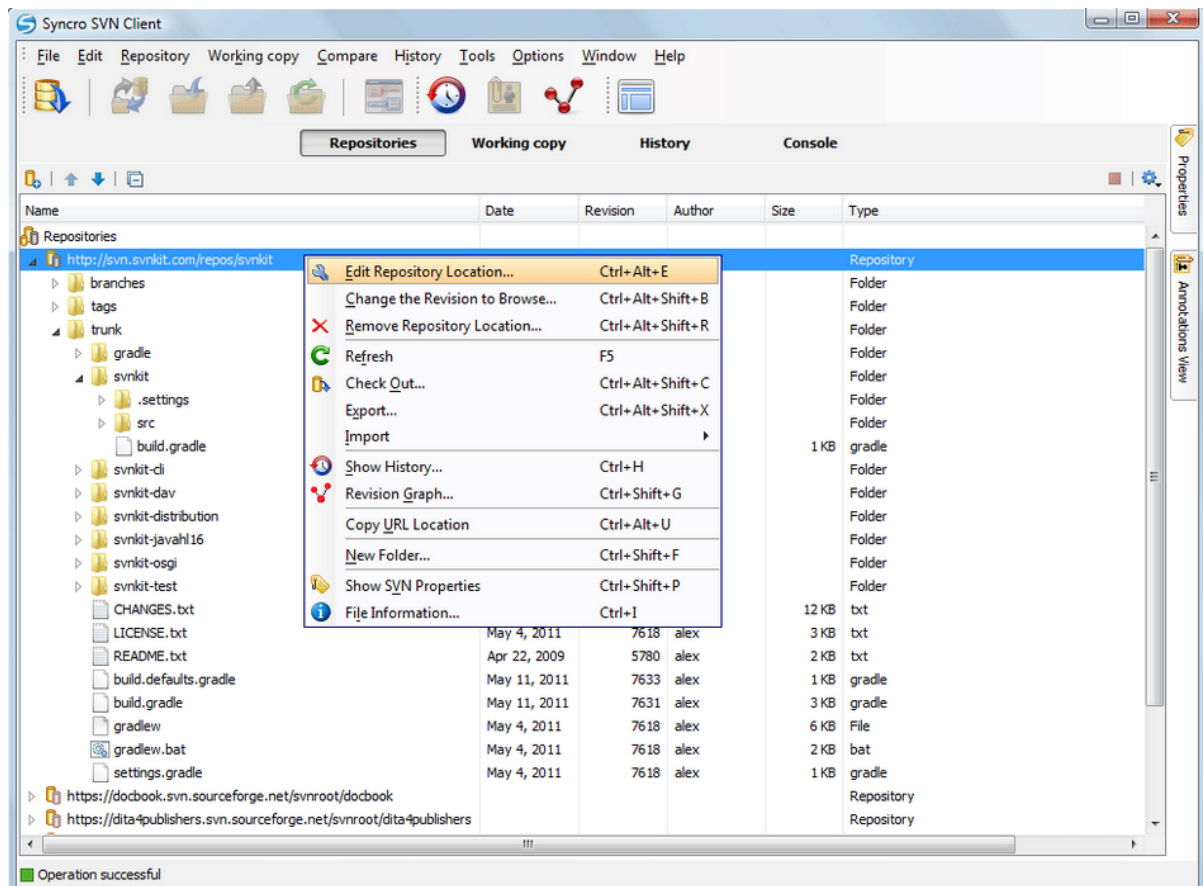 Syncro SVN Client
File Edit Repository Working copy Compare History Tools Options Window Help
Repositories Working copy History Console
Properties
Annotations View
Name Date Revision Author Size Type
Repositories
http://svn.svnkit.com/repos/svnkit Repository
branches Folder
tags Folder
trunk Folder
gradle Folder
svnkit Folder
.settings Folder
src Folder
build.gradle 1 KB gradle
svnkit-cli Folder
svnkit-dav Folder
svnkit-distribution Folder
svnkit-javahl16 Folder
svnkit-osgi Folder
svnkit-test Folder
CHANGES.txt 12 KB txt
LICENSE.txt May 4, 2011 7618 alex 3 KB txt
README.txt Apr 22, 2009 5780 alex 2 KB txt
build.defaults.gradle May 11, 2011 7633 alex 1 KB gradle
build.gradle May 11, 2011 7631 alex 3 KB gradle
gradlew May 4, 2011 7618 alex 6 KB File
gradlew.bat May 4, 2011 7618 alex 2 KB bat
settings.gradle May 4, 2011 7618 alex 1 KB gradle
https://docbook.svn.sourceforge.net/svnroot/docbook Repository
https://dita4publishers.svn.sourceforge.net/svnroot/dita4publishers Repository
Edit Repository Location... Ctrl+Alt+E
Change the Revision to Browse... Ctrl+Alt+Shift+B
Remove Repository Location... Ctrl+Alt+Shift+R
Refresh F5
Check Out... Ctrl+Alt+Shift+C
Export... Ctrl+Alt+Shift+X
Import
Show History... Ctrl+H
Revision Graph... Ctrl+Shift+G
Copy URL Location Ctrl+Alt+U
New Folder... Ctrl+Shift+F
Show SVN Properties Ctrl+Shift+P
File Information... Ctrl+I
Operation successful